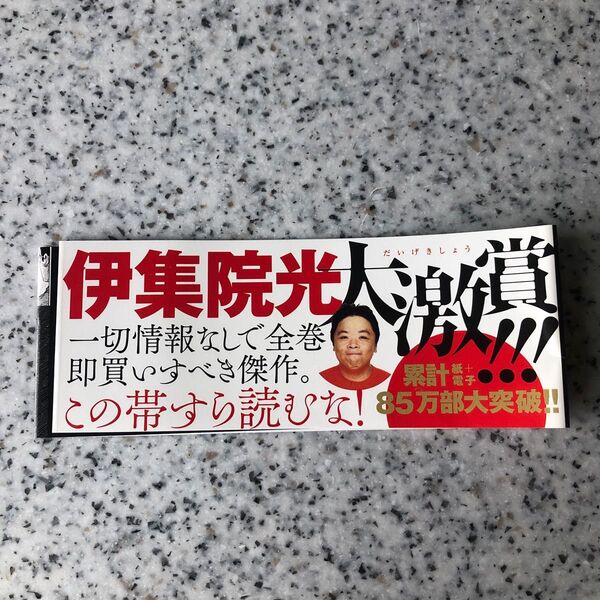 伊集院光
だいげきしょう
大激賞!!!
一切情報なしで全巻
即買いすべき傑作。
この帯すら読むな!
累計紙+電子
85万部大突破!!